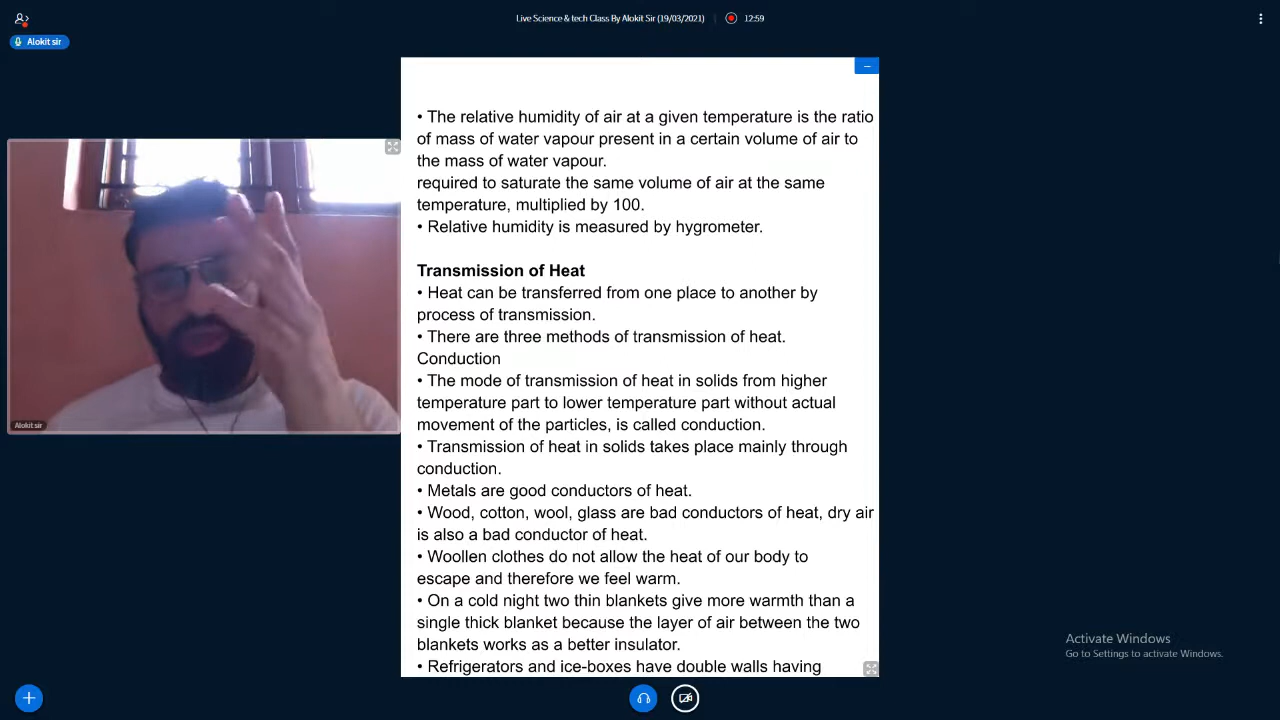 Live Science & tech Class By Alokit Sir (19/03/2021)
12:59
Alokit sir
• The relative humidity of air at a given temperature is the ratio
of mass of water vapour present in a certain volume of air to
the mass of water vapour.
required to saturate the same volume of air at the same
temperature, multiplied by 100.
• Relative humidity is measured by hygrometer.
Transmission of Heat
• Heat can be transferred from one place to another by
process of transmission.
• There are three methods of transmission of heat.
Conduction
• The mode of transmission of heat in solids from higher
temperature part to lower temperature part without actual
movement of the particles, is called conduction.
• Transmission of heat in solids takes place mainly through
conduction.
• Metals are good conductors of heat.
• Wood, cotton, wool, glass are bad conductors of heat, dry air
is also a bad conductor of heat.
• Woollen clothes do not allow the heat of our body to
escape and therefore we feel warm.
• On a cold night two thin blankets give more warmth than a
single thick blanket because the layer of air between the two
blankets works as a better insulator.
• Refrigerators and ice-boxes have double walls having
Alokit sir
Activate Windows
Go to Settings to activate Windows.